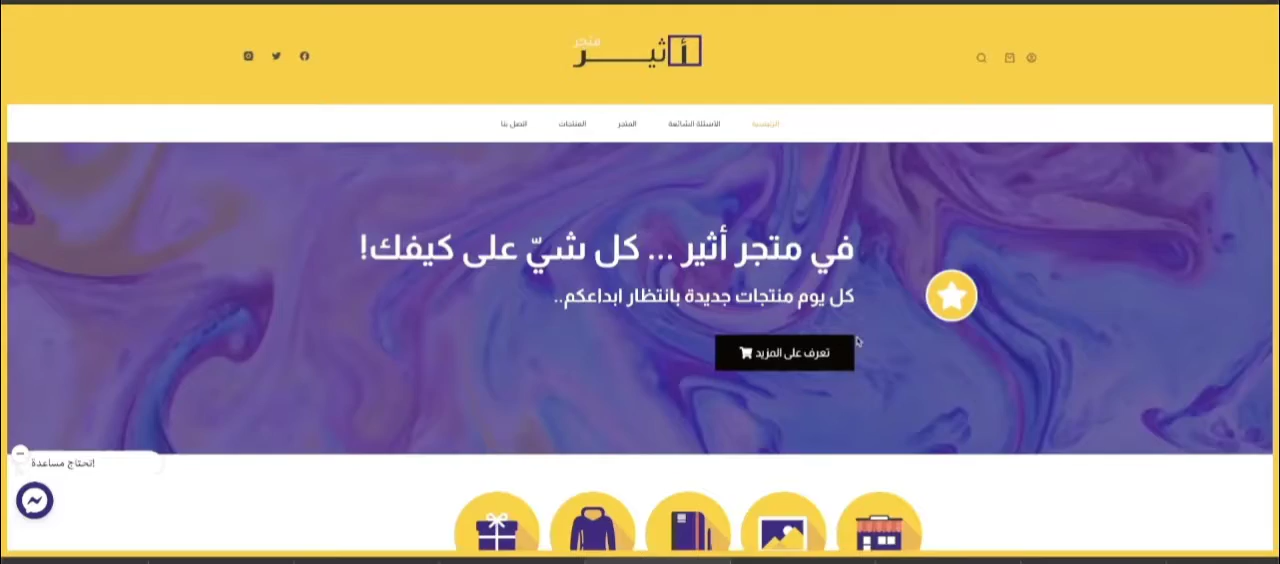 متجر
أثير
الرئيسية الأسئلة الشائعة المتجر المنتجات اتصل بنا
في متجر أثير ... كل شيّ على كيفك!
كل يوم منتجات جديدة بانتظار ابداعكم..
تعرف على المزيد
تحتاج مساعدة!